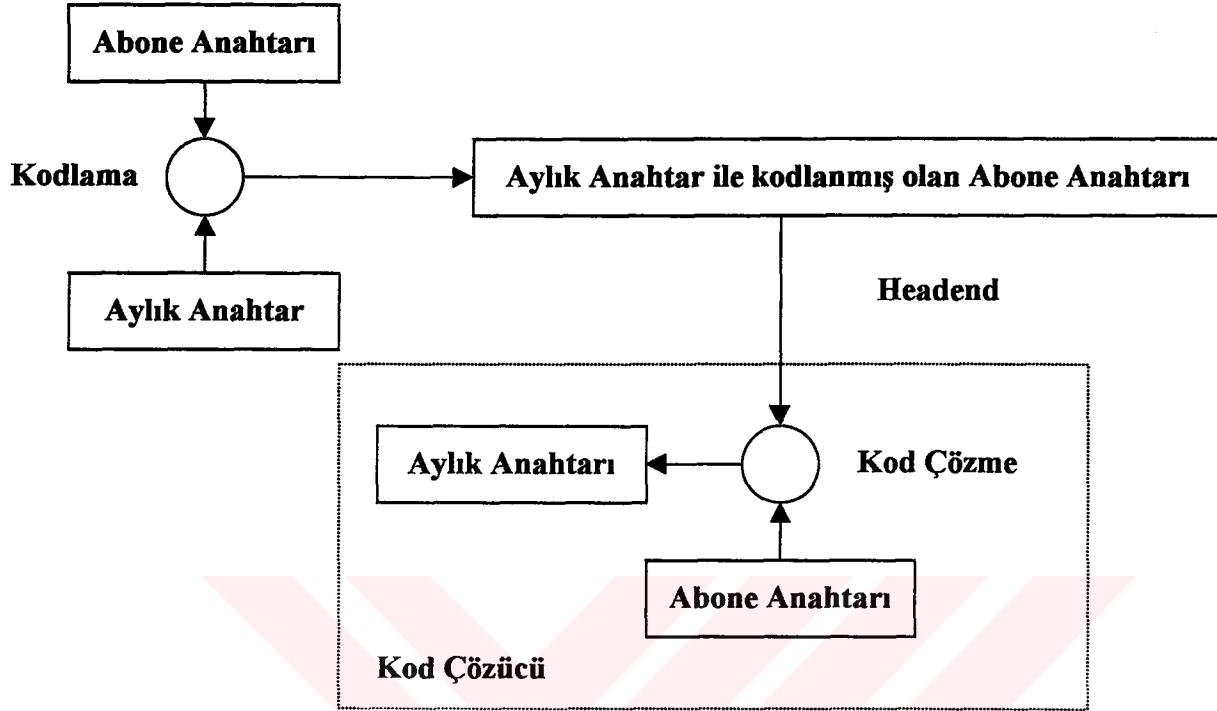 Abone Anahtarı
Kodlama
Aylık Anahtar ile kodlanmış olan Abone Anahtarı
Aylık Anahtar
Headend
Aylık Anahtarı
Kod Çözme
Abone Anahtarı
Kod Çözücü